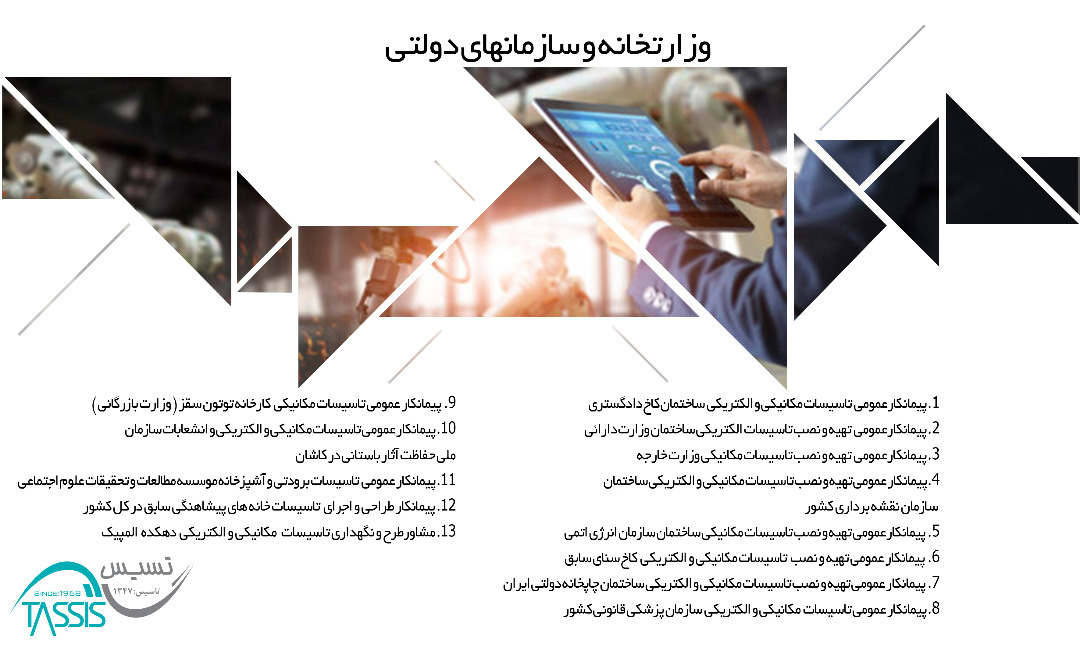 وزارتخانه و سازمانهای دولتی
1. پیمانکار عمومی تاسیسات مکانیکی و الکتریکی ساختمان کاخ دادگستری
2. پیمانکار عمومی تهیه و نصب تاسیسات الکتریکی ساختمان وزارت دارائی
3. پیمانکار عمومی تهیه و نصب تاسیسات مکانیکی وزارت خارجه
4. پیمانکار عمومی تهیه و نصب تاسیسات مکانیکی و الکتریکی ساختمان
سازمان نقشه برداری کشور
5. پیمانکار عمومی تهیه و نصب تاسیسات مکانیکی ساختمان سازمان انرژی اتمی
6. پیمانکار عمومی تهیه و نصب تاسیسات مکانیکی و الکتریکی کاخ سنای سابق
7. پیمانکار عمومی تهیه و نصب تاسیسات مکانیکی و الکتریکی ساختمان چاپخانه دولتی ایران
8. پیمانکار عمومی تاسیسات مکانیکی و الکتریکی سازمان پزشکی قانونی کشور
9. پیمانکار عمومی تاسیسات مکانیکی کارخانه توتون سقز (وزارت بازرگانی)
10. پیمانکار عمومی تاسیسات مکانیکی و الکتریکی و انشعابات سازمان
ملی حفاظت آثار باستانی در کاشان
11. پیمانکار عمومی تاسیسات برودتی و آشپزخانه موسسه مطالعات و تحقیقات علوم اجتماعی
12. پیمانکار طراحی و اجرای تاسیسات خانه های پیشاهنگی سابق در کل کشور
13. مشاور طرح و نگهداری تاسیسات مکانیکی و الکتریکی دهکده المپیک
تسیس
تاسیس: ۱۳۴۷
SINCE:1968
TASSIS